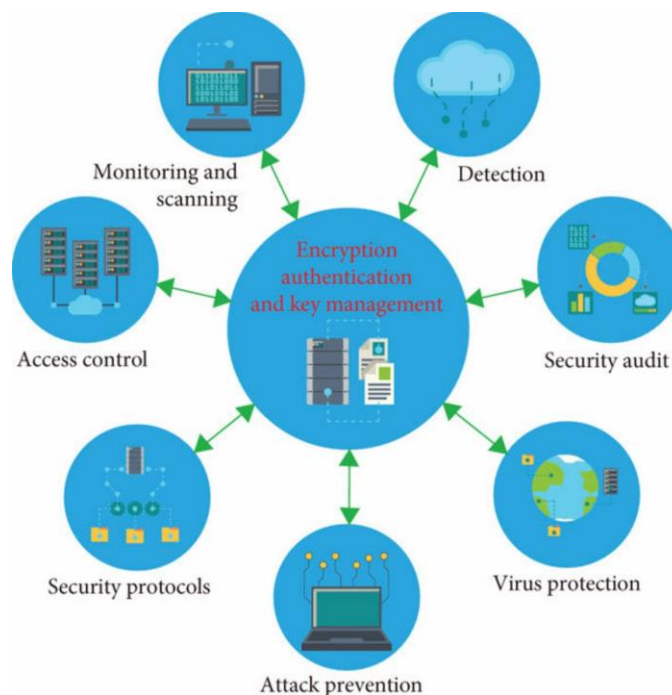 Monitoring and
scanning
Detection
Encryption
authentication
and key management
Access control
Security audit
Security protocols
Virus protection
Attack prevention